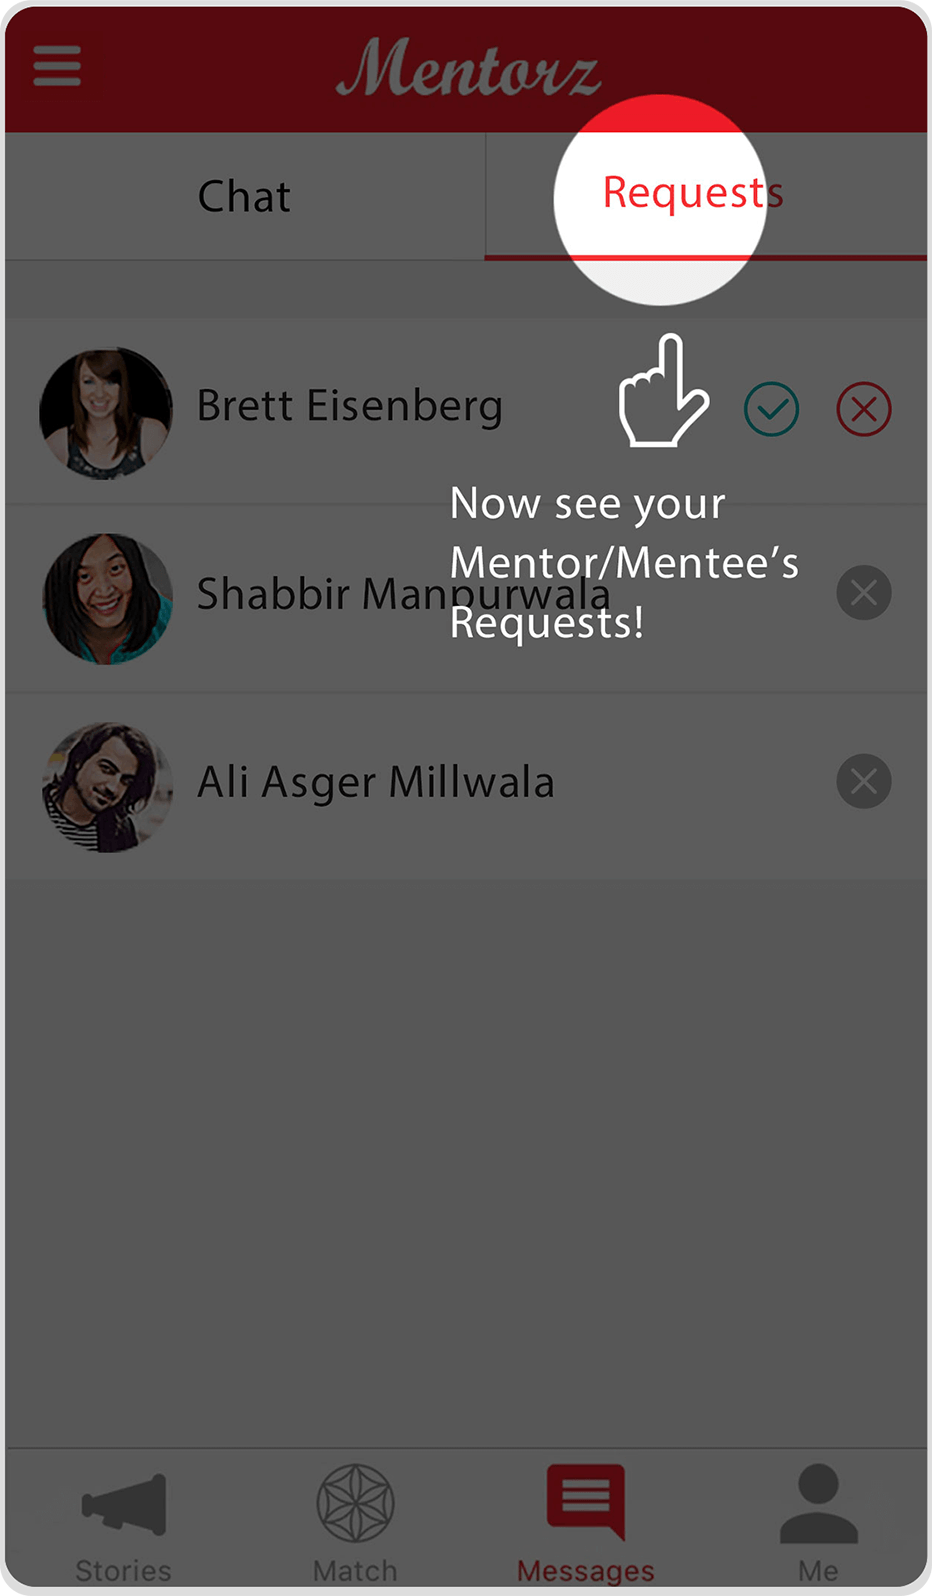 Mentorz
Chat
Requests
Brett Eisenberg
Now see your
Mentor/Mentee’s
Requests!
Shabbir Manpurwala
Ali Asger Millwala
Stories
Match
Messages
Me